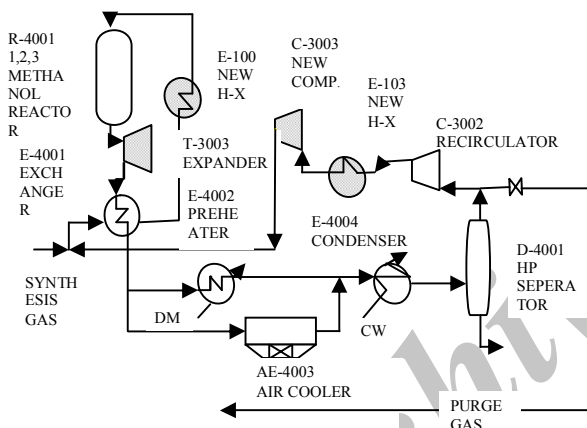 R-4001
1,2,3
METHA
NOL
REACTO
R
E-100
NEW
H-X
C-3003
NEW
COMP.
E-103
NEW
H-X
C-3002
RECIRCULATOR
E-4001
EXCH
ANGE
R
T-3003
EXPANDER
E-4002
PREHE
ATER
E-4004
CONDENSER
D-4001
HP
SEPERA
TOR
SYNTH
ESIS
GAS
DM
CW
AE-4003
AIR COOLER
PURGE
GAS